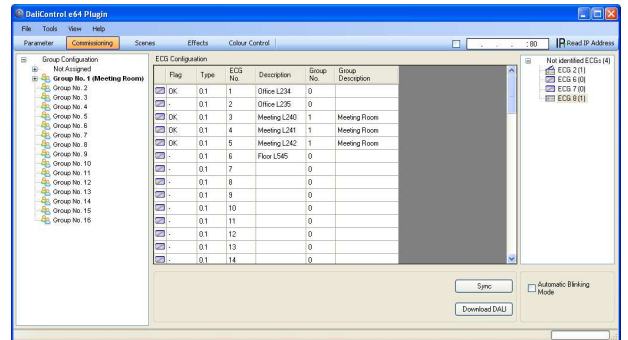 DaliControl e64 Plugin
File Tools View Help
Parameter Commissioning Scenes Effects Colour Control . . . :80 IP Read IP Address
Group Configuration
Not Assigned
Group No. 1 (Meeting Room)
Group No. 2
Group No. 3
Group No. 4
Group No. 5
Group No. 6
Group No. 7
Group No. 8
Group No. 9
Group No. 10
Group No. 11
Group No. 12
Group No. 13
Group No. 14
Group No. 15
Group No. 16
ECG Configuration
Flag Type ECG No. Description Group No. Group Description
OK 0.1 1 Office L234 0
- 0.1 2 Office L235 0
OK 0.1 3 Meeting L240 1 Meeting Room
OK 0.1 4 Meeting L241 1 Meeting Room
OK 0.1 5 Meeting L242 1 Meeting Room
- 0.1 6 Floor L545 0
- 0.1 7 0
- 0.1 8 0
- 0.1 9 0
- 0.1 10 0
- 0.1 11 0
- 0.1 12 0
- 0.1 13 0
- 0.1 14 0
Sync
Download DALI
Not identified ECGs (4)
ECG 2 (1)
ECG 6 (0)
ECG 7 (0)
ECG 8 (1)
Automatic Blinking
Mode